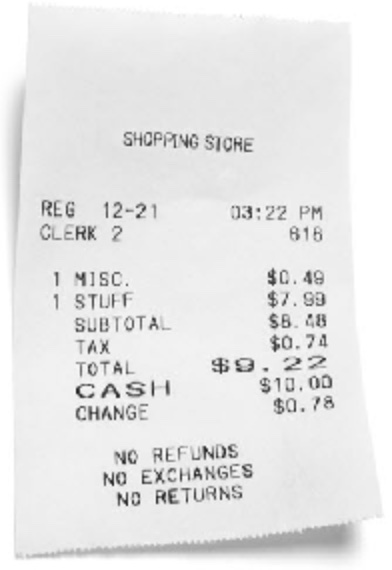 SHOPPING STORE
REG 12-21 03:22 PM
CLERK 2 618
1 MISC. $0.49
1 STUFF $7.99
SUBTOTAL $8.48
TAX $0.74
TOTAL $9.22
CASH $10.00
CHANGE $0.78
NO REFUNDS
NO EXCHANGES
NO RETURNS